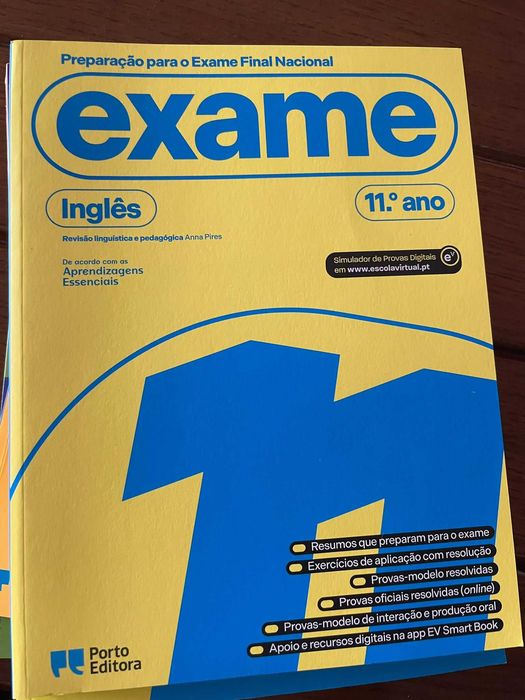 Preparação para o Exame Final Nacional
exame
Inglês
11.º ano
Revisão linguística e pedagógica Anna Pires
De acordo com as
Aprendizagens
Essenciais
Simulador de Provas Digitais
em www.escolavirtual.pt
ev
11
Resumos que preparam para o exame
Exercícios de aplicação com resolução
Provas-modelo resolvidas
Provas oficiais resolvidas (online)
Provas-modelo de interação e produção oral
Apoio e recursos digitais na app EV Smart Book
Porto
Editora